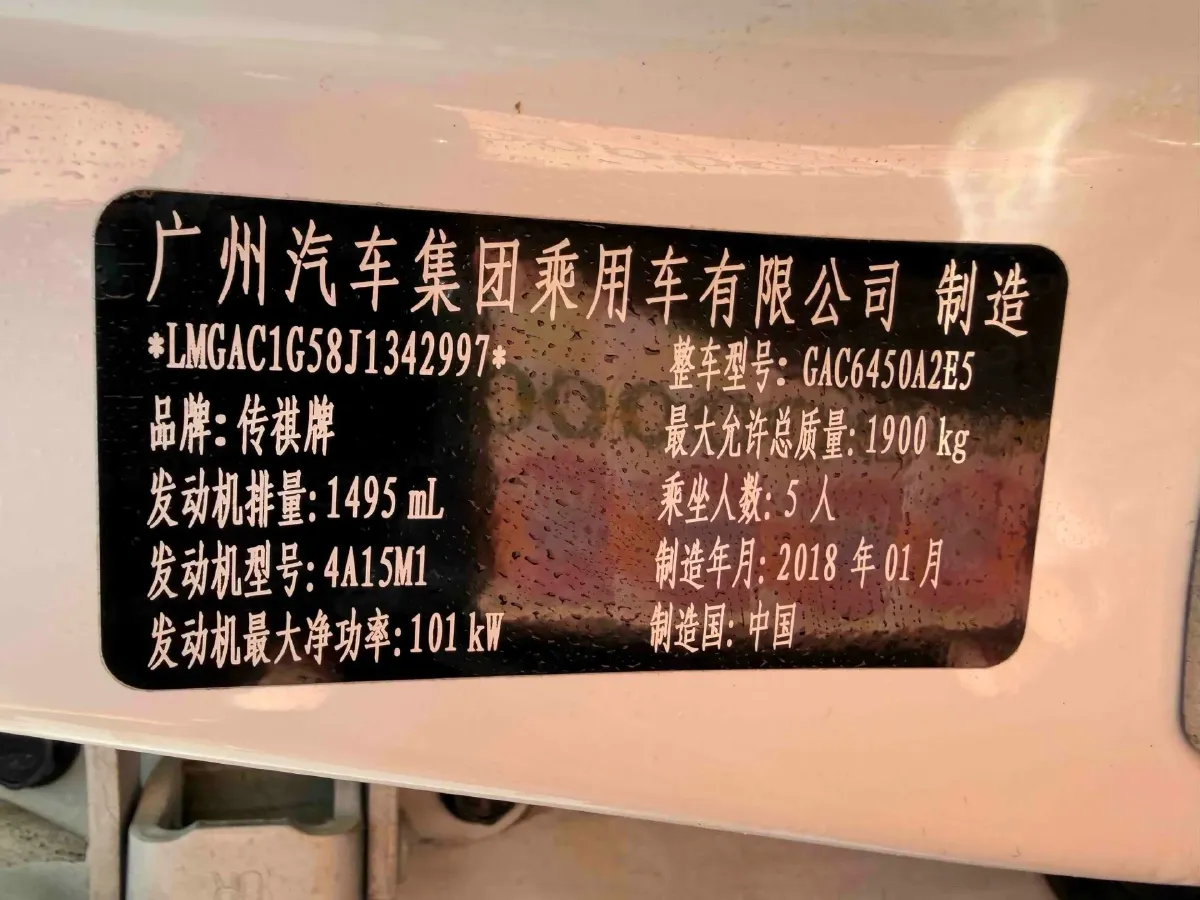 广州汽车集团乘用车有限公司 制造
*LMGAC1G58J1342997* 整车型号: GAC6450A2E5
品牌: 传祺牌 最大允许总质量: 1900 kg
发动机排量: 1495 mL 乘坐人数: 5 人
发动机型号: 4A15M1 制造年月: 2018 年 01 月
发动机最大净功率: 101 kW 制造国: 中国